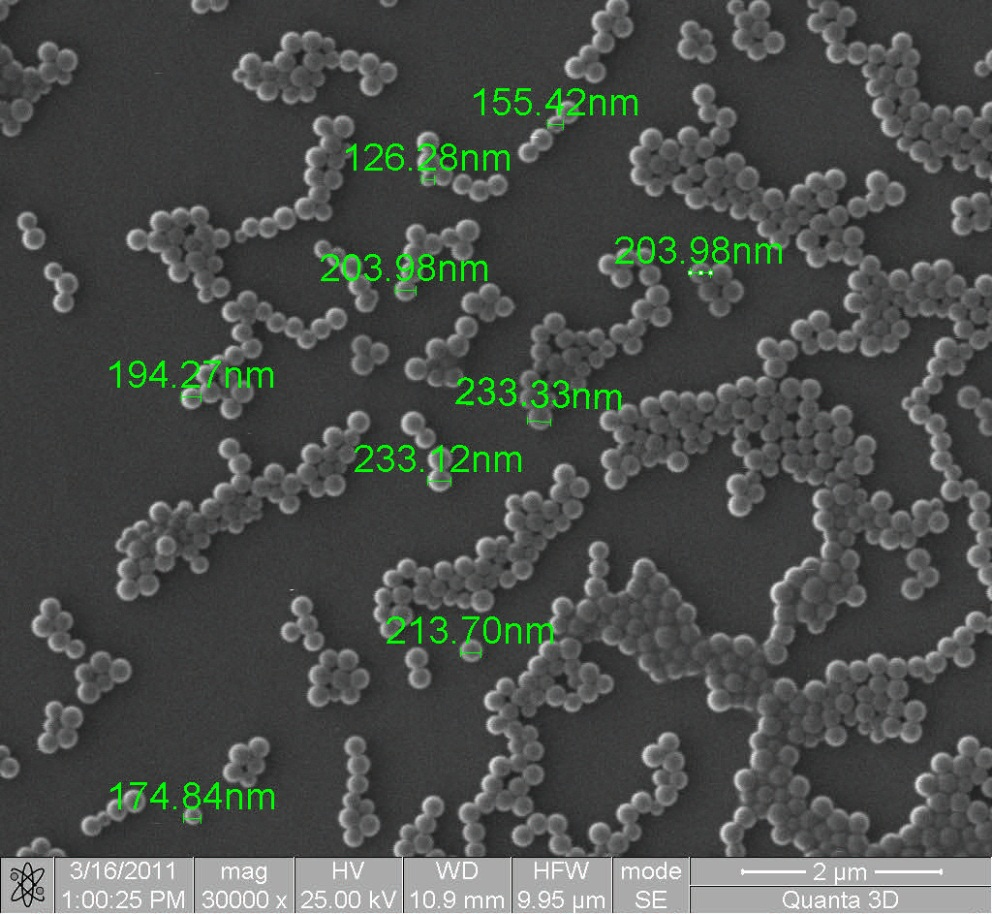 155.42nm
126.28nm
203.98nm
203.98nm
194.27nm
233.33nm
233.12nm
213.70nm
174.84nm
3/16/2011 mag HV WD HFW mode 2 µm
1:00:25 PM 30000 x 25.00 kV 10.9 mm 9.95 µm SE Quanta 3D